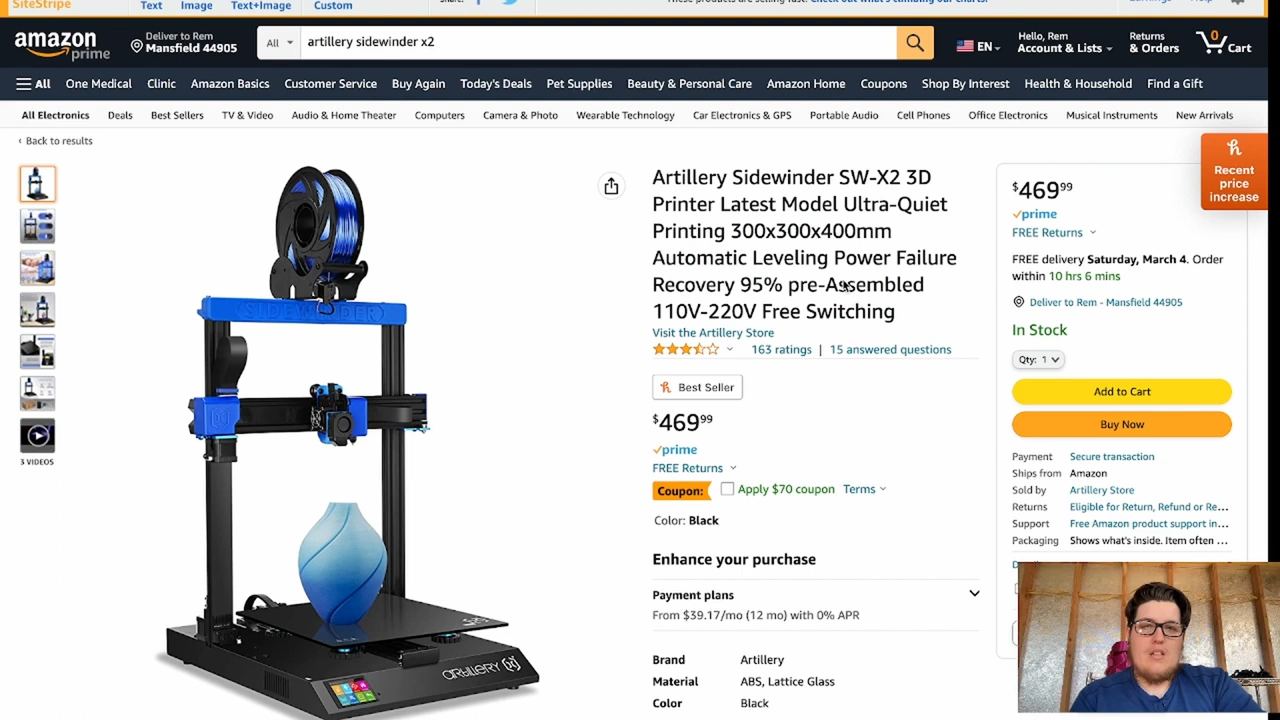 SiteStripe
Text Image Text+Image Custom
amazon prime
Deliver to Rem
Mansfield 44905
All
artillery sidewinder x2
EN
Hello, Rem
Account & Lists
Returns
& Orders
0
Cart
All One Medical Clinic Amazon Basics Customer Service Buy Again Today's Deals Pet Supplies Beauty & Personal Care Amazon Home Coupons Shop By Interest Health & Household Find a Gift
All Electronics Deals Best Sellers TV & Video Audio & Home Theater Computers Camera & Photo Wearable Technology Car Electronics & GPS Portable Audio Cell Phones Office Electronics Musical Instruments New Arrivals
‹ Back to results
3 VIDEOS
SIDEWINDER
ARTILLERY
Artillery Sidewinder SW-X2 3D
Printer Latest Model Ultra-Quiet
Printing 300x300x400mm
Automatic Leveling Power Failure
Recovery 95% pre-Assembled
110V-220V Free Switching
Visit the Artillery Store
163 ratings | 15 answered questions
Best Seller
$469 99
prime
FREE Returns
Coupon: Apply $70 coupon Terms
Color: Black
Enhance your purchase
Payment plans
From $39.17/mo (12 mo) with 0% APR
Brand Artillery
Material ABS, Lattice Glass
Color Black
$469 99
prime
FREE Returns
FREE delivery Saturday, March 4. Order
within 10 hrs 6 mins
Deliver to Rem - Mansfield 44905
In Stock
Qty: 1
Add to Cart
Buy Now
Payment Secure transaction
Ships from Amazon
Sold by Artillery Store
Returns Eligible for Return, Refund or Re...
Support Free Amazon product support in...
Packaging Shows what's inside. Item often ...
Recent
price
increase